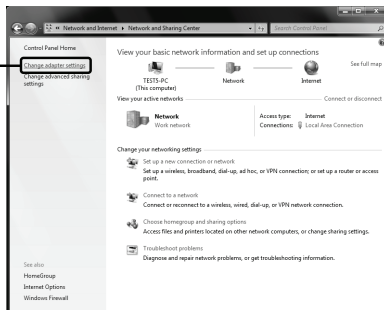 Network and Internet ▸ Network and Sharing Center
Search Control Panel
Control Panel Home
Change adapter settings
Change advanced sharing
settings
See also
HomeGroup
Internet Options
Windows Firewall
View your basic network information and set up connections
TEST5-PC
(This computer)
Network
Internet
See full map
View your active networks
Connect or disconnect
Network
Work network
Access type: Internet
Connections: Local Area Connection
Change your networking settings
Set up a new connection or network
Set up a wireless, broadband, dial-up, ad hoc, or VPN connection; or set up a router or access
point.
Connect to a network
Connect or reconnect to a wireless, wired, dial-up, or VPN network connection.
Choose homegroup and sharing options
Access files and printers located on other network computers, or change sharing settings.
Troubleshoot problems
Diagnose and repair network problems, or get troubleshooting information.